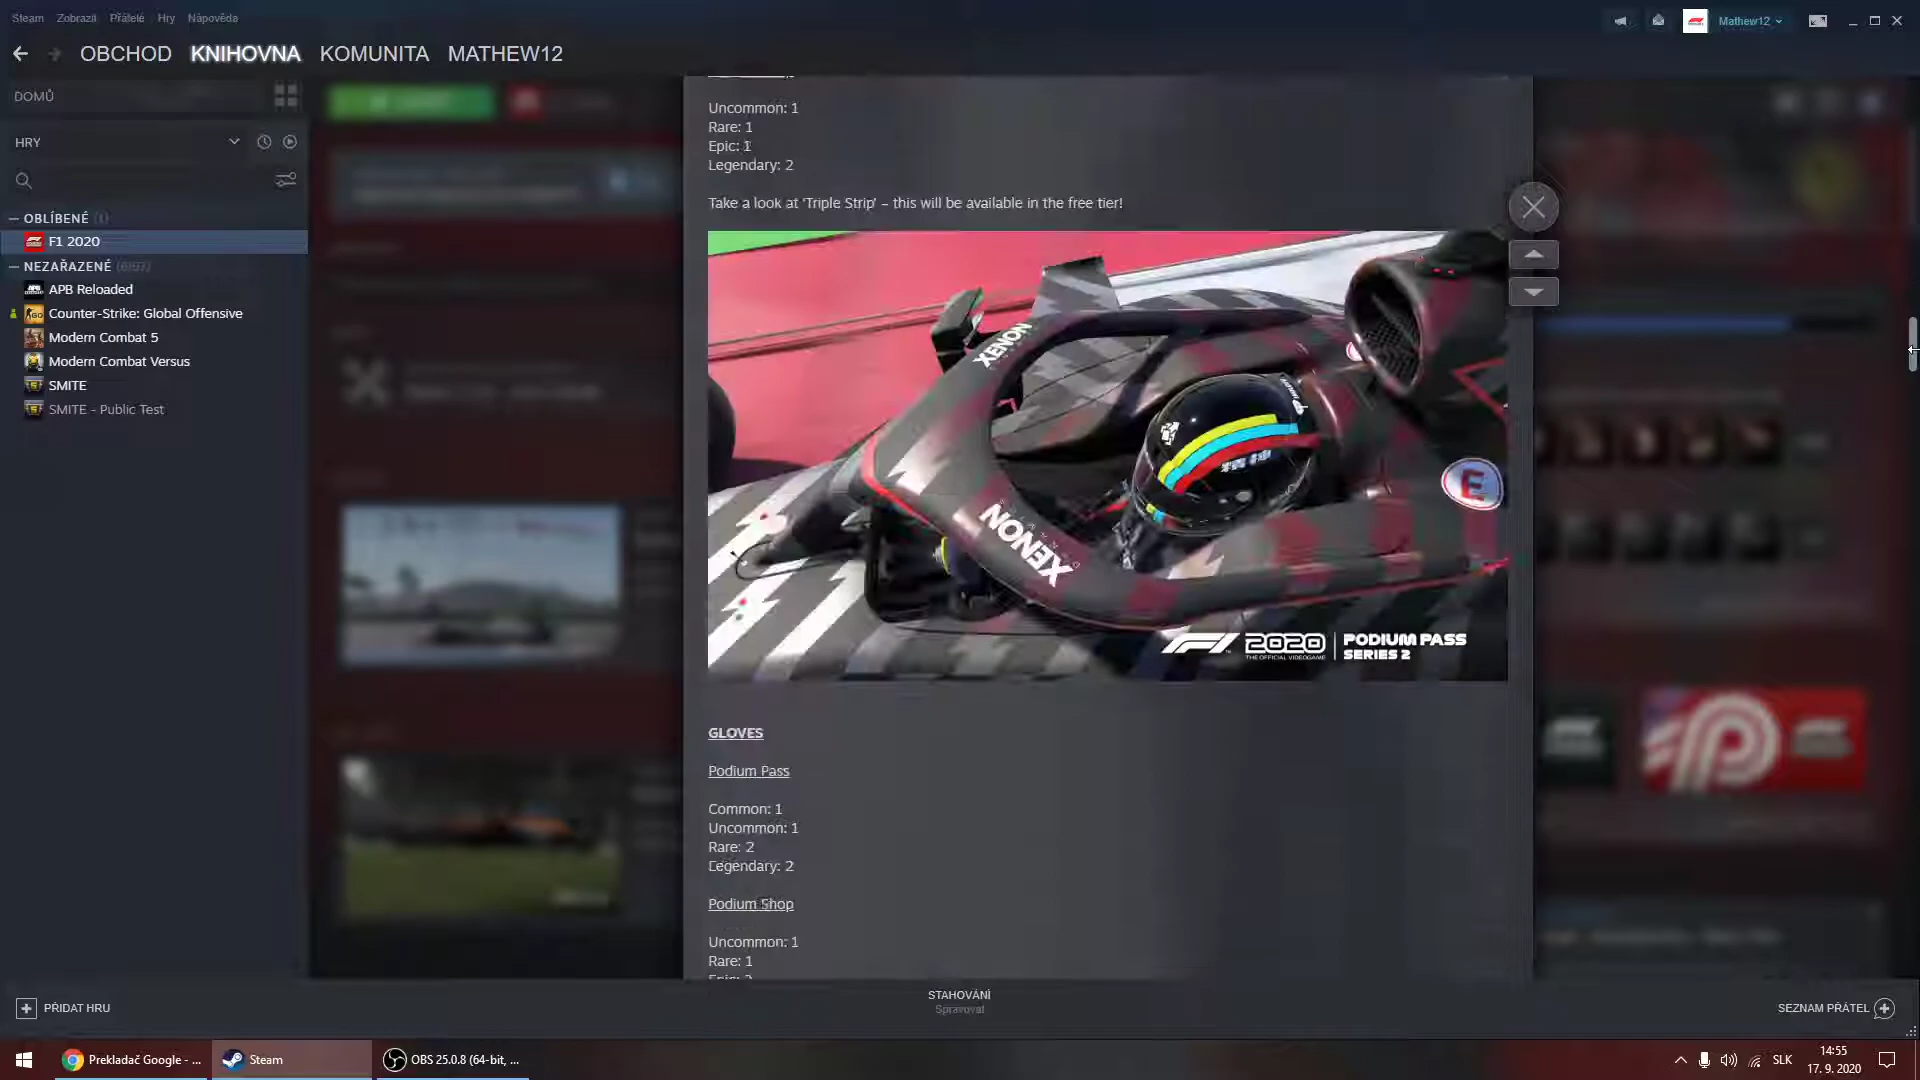 Steam Zobrazit Přátelé Hry Nápověda
Mathew12
OBCHOD KNIHOVNA KOMUNITA MATHEW12
DOMŮ
HRY
OBLÍBENÉ (1)
F1 2020
NEZAŘAZENÉ
APB Reloaded
Counter-Strike: Global Offensive
Modern Combat 5
Modern Combat Versus
SMITE
SMITE - Public Test
Uncommon: 1
Rare: 1
Epic: 1
Legendary: 2
Take a look at 'Triple Strip' – this will be available in the free tier!
XENON
XENON
E
F1 2020 THE OFFICIAL VIDEOGAME PODIUM PASS
SERIES 2
GLOVES
Podium Pass
Common: 1
Uncommon: 1
Rare: 2
Legendary: 2
Podium Shop
Uncommon: 1
Rare: 1
PŘIDAT HRU
STAHOVÁNÍ
Spravovat
SEZNAM PŘÁTEL
Prekladač Google - ...
Steam
OBS 25.0.8 (64-bit, ...
SLK
14:55
17. 9. 2020